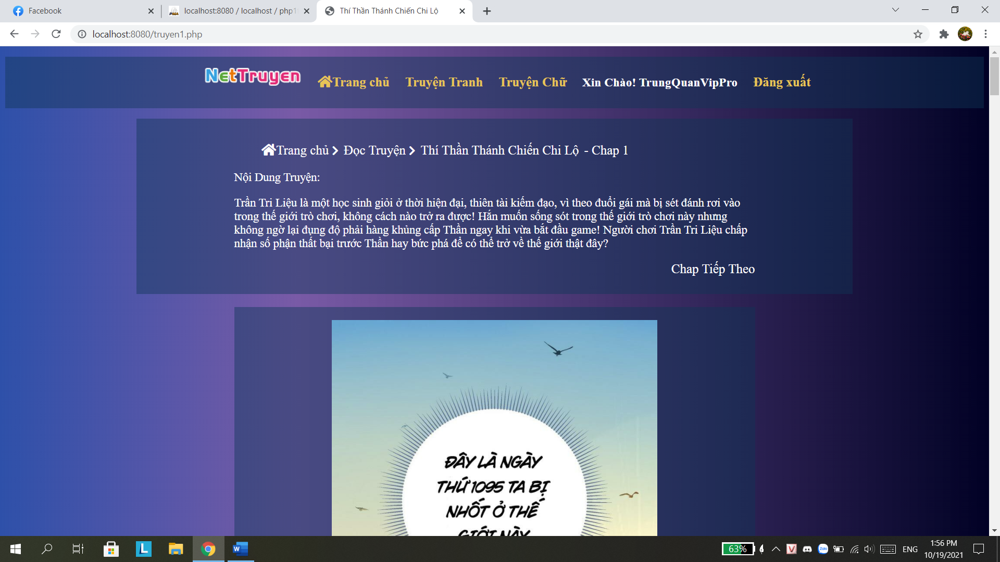 Facebook
localhost:8080 / localhost / php1
Thí Thần Thánh Chiến Chi Lộ
localhost:8080/truyen1.php
NetTruyen
Trang chủ
Truyện Tranh
Truyện Chữ
Xin Chào! TrungQuanVipPro
Đăng xuất
Trang chủ Đọc Truyện Thí Thần Thánh Chiến Chi Lộ - Chap 1
Nội Dung Truyện:
Trần Tri Liệu là một học sinh giỏi ở thời hiện đại, thiên tài kiếm đạo, vì theo đuổi gái mà bị sét đánh rơi vào
trong thế giới trò chơi, không cách nào trở ra được! Hắn muốn sống sót trong thế giới trò chơi này nhưng
không ngờ lại đụng độ phải hàng khủng cấp Thần ngay khi vừa bắt đầu game! Người chơi Trần Tri Liệu chấp
nhận số phận thất bại trước Thần hay bức phá để có thể trở về thế giới thật đây?
Chap Tiếp Theo
ĐÂY LÀ NGÀY
THỨ 1095 TA BỊ
NHỐT Ở THẾ
GIỚI NÀY
63%
ENG
1:56 PM
10/19/2021